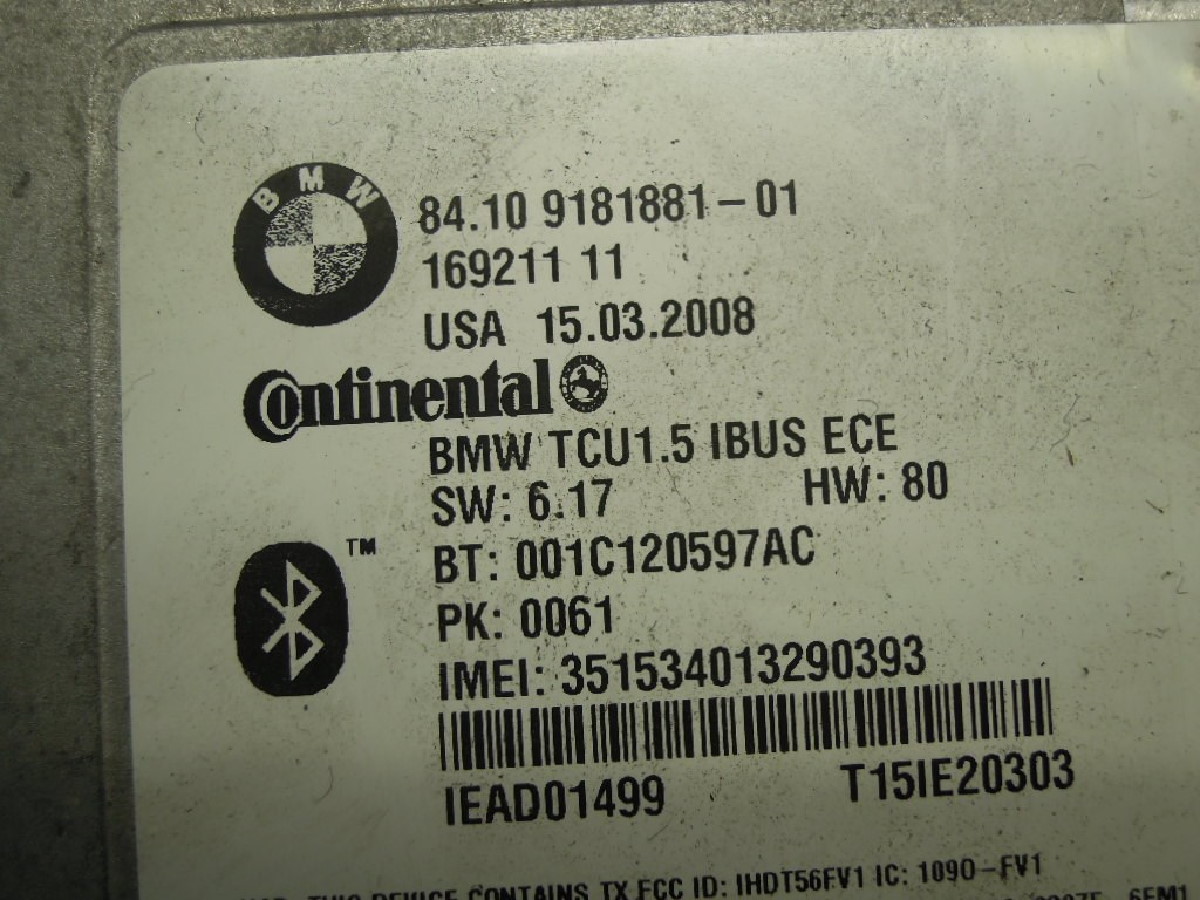 BMW
84.10 9181881-01
169211 11
USA 15.03.2008
Continental
BMW TCU1.5 IBUS ECE
SW: 6.17 HW: 80
TM
BT: 001C120597AC
PK: 0061
IMEI: 351534013290393
IEAD01499 T15IE20303
THIS DEVICE CONTAINS TX FCC ID: IHDT56FV1 IC: 1090-FV1